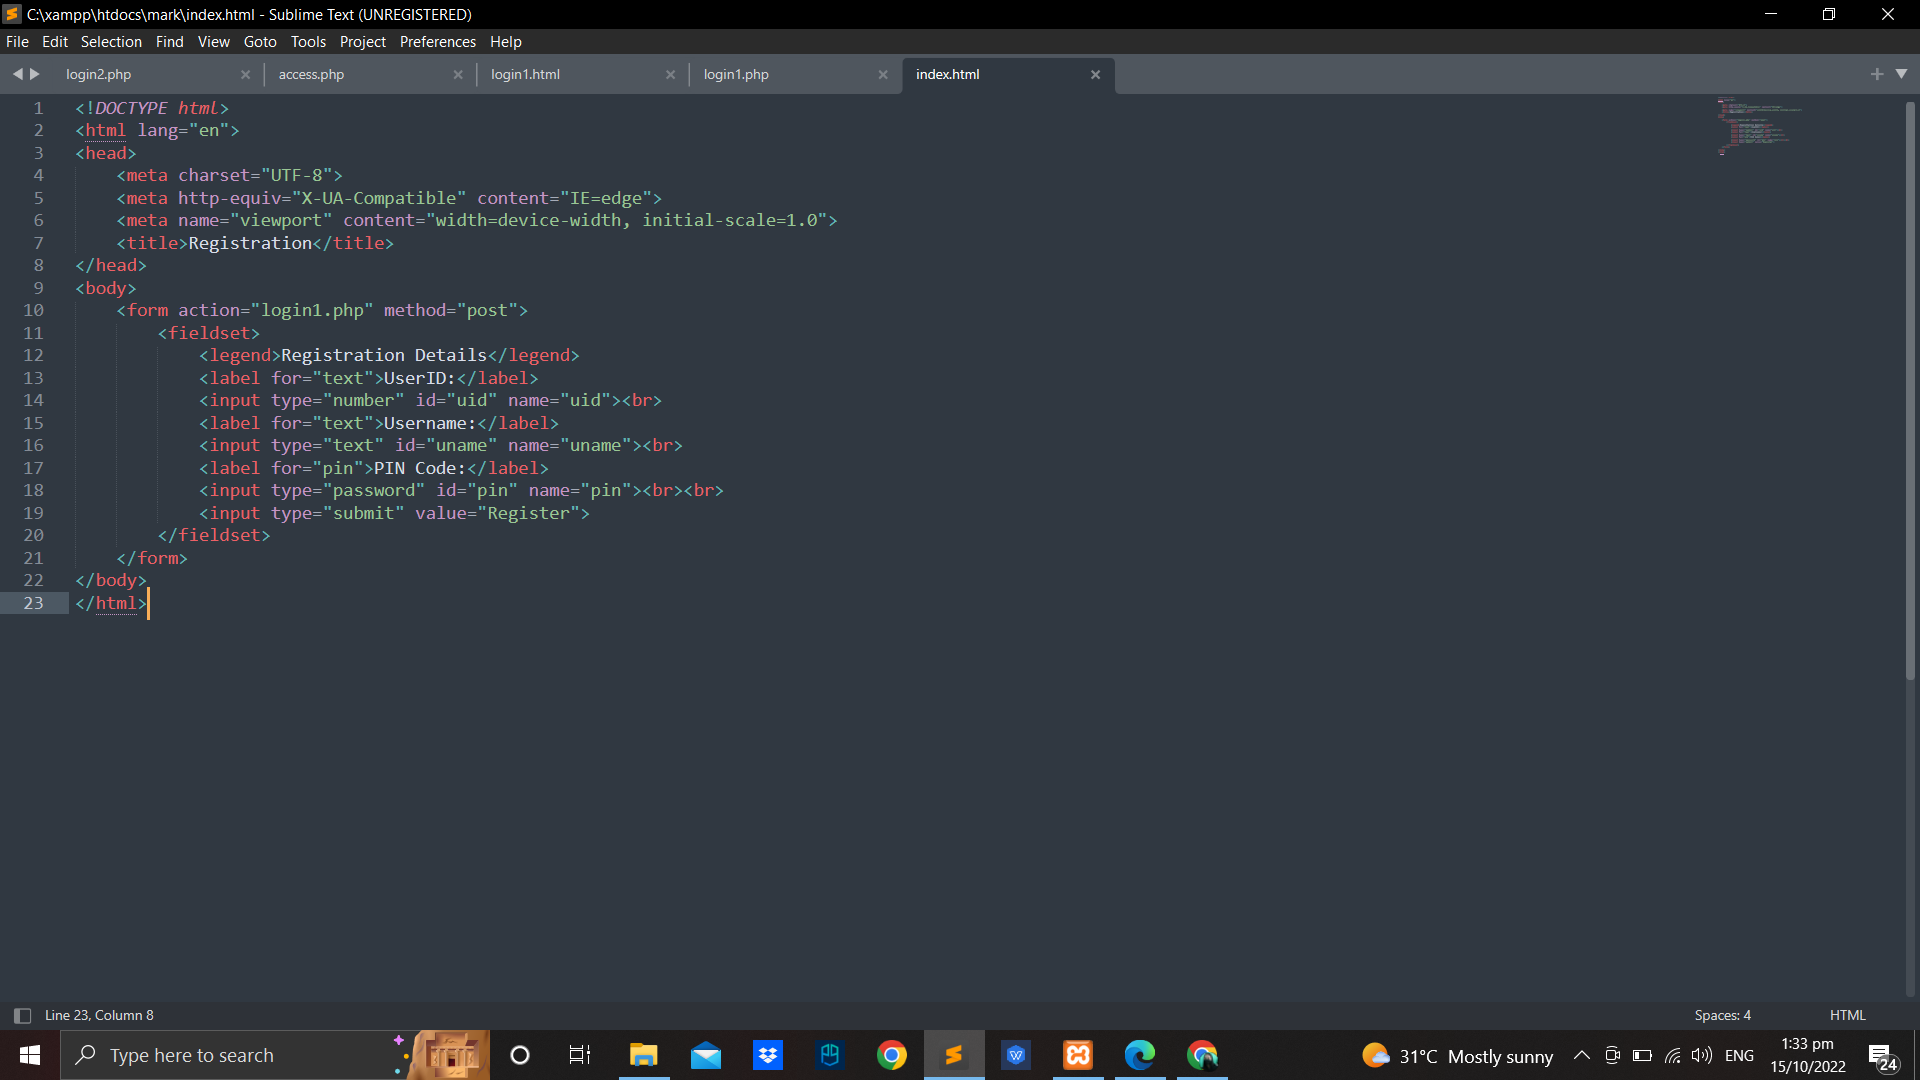 C:\xampp\htdocs\mark\index.html - Sublime Text (UNREGISTERED)
File Edit Selection Find View Goto Tools Project Preferences Help
login2.php access.php login1.html login1.php index.html
1 <!DOCTYPE html>
2 <html lang="en">
3 <head>
4 <meta charset="UTF-8">
5 <meta http-equiv="X-UA-Compatible" content="IE=edge">
6 <meta name="viewport" content="width=device-width, initial-scale=1.0">
7 <title>Registration</title>
8 </head>
9 <body>
10 <form action="login1.php" method="post">
11 <fieldset>
12 <legend>Registration Details</legend>
13 <label for="text">UserID:</label>
14 <input type="number" id="uid" name="uid"><br>
15 <label for="text">Username:</label>
16 <input type="text" id="uname" name="uname"><br>
17 <label for="pin">PIN Code:</label>
18 <input type="password" id="pin" name="pin"><br><br>
19 <input type="submit" value="Register">
20 </fieldset>
21 </form>
22 </body>
23 </html>
Line 23, Column 8 Spaces: 4 HTML
Type here to search 31°C Mostly sunny ENG 1:33 pm
15/10/2022 24